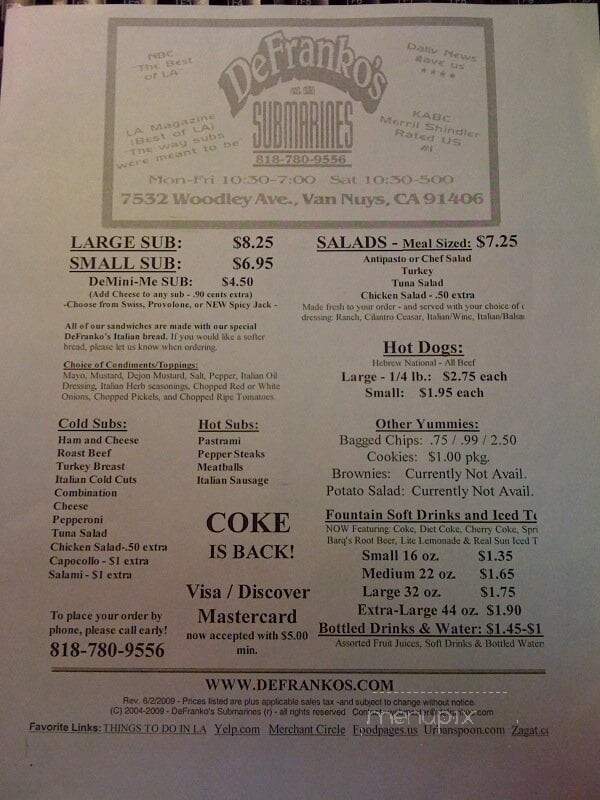 NBC
"The Best
of LA"
Daily News
Gave us
****
DeFranko's
SUBMARINES
818-780-9556
LA Magazine
(Best of LA)
"The way subs
were meant to be"
KABC
Merril Shindler
Rated US
#1
Mon-Fri 10:30-7:00 Sat 10:30-500
7532 Woodley Ave., Van Nuys, CA 91406
LARGE SUB: $8.25
SMALL SUB: $6.95
DeMini-Me SUB: $4.50
(Add Cheese to any sub - .90 cents extra)
-Choose from Swiss, Provolone, or NEW Spicy Jack -
All of our sandwiches are made with our special
DeFranko's Italian bread. If you would like a softer
bread, please let us know when ordering.
Choice of Condiments/Toppings:
Mayo, Mustard, Dejon Mustard, Salt, Pepper, Italian Oil
Dressing, Italian Herb seasonings, Chopped Red or White
Onions, Chopped Pickels, and Chopped Ripe Tomatoes.
SALADS - Meal Sized: $7.25
Antipasto or Chef Salad
Turkey
Tuna Salad
Chicken Salad - .50 extra
Made fresh to your order - and served with your choice of
dressing: Ranch, Cilantro Ceasar, Italian/Wine, Italian/Balsa
Hot Dogs:
Hebrew National - All Beef
Large - 1/4 lb.: $2.75 each
Small: $1.95 each
Cold Subs:
Ham and Cheese
Roast Beef
Turkey Breast
Italian Cold Cuts
Combination
Cheese
Pepperoni
Tuna Salad
Chicken Salad-.50 extra
Capocollo - $1 extra
Salami - $1 extra
Hot Subs:
Pastrami
Pepper Steaks
Meatballs
Italian Sausage
COKE
IS BACK!
Visa / Discover
Mastercard
now accepted with $5.00
min.
To place your order by
phone, please call early!
818-780-9556
Other Yummies:
Bagged Chips: .75 / .99 / 2.50
Cookies: $1.00 pkg.
Brownies: Currently Not Avail.
Potato Salad: Currently Not Avail.
Fountain Soft Drinks and Iced Te
NOW Featuring: Coke, Diet Coke, Cherry Coke, Spri
Barq's Root Beer, Lite Lemonade & Real Sun Iced T
Small 16 oz. $1.35
Medium 22 oz. $1.65
Large 32 oz. $1.75
Extra-Large 44 oz. $1.90
Bottled Drinks & Water: $1.45-$1
Assorted Fruit Juices, Soft Drinks & Bottled Water
WWW.DEFRANKOS.COM
Rev. 6/2/2009 - Prices listed are plus applicable sales tax -and subject to change without notice.
(C) 2004-2009 - DeFranko's Submarines (r) - all rights reserved
menupix
Favorite Links: THINGS TO DO IN LA Yelp.com Merchant Circle Foodpages.us Urbanspoon.com Zagat.co